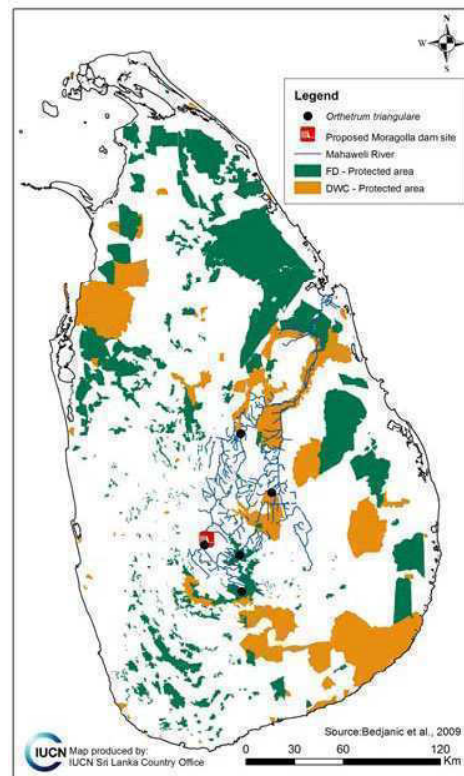 N
W
E
S
Legend
Orthetrum triangulare
Proposed Moragolla dam site
Mahaweli River
FD - Protected area
DWC - Protected area
Source:Bedjanic et al., 2009
IUCN
Map produced by:
IUCN Sri Lanka Country Office
0 30 60 120
Km